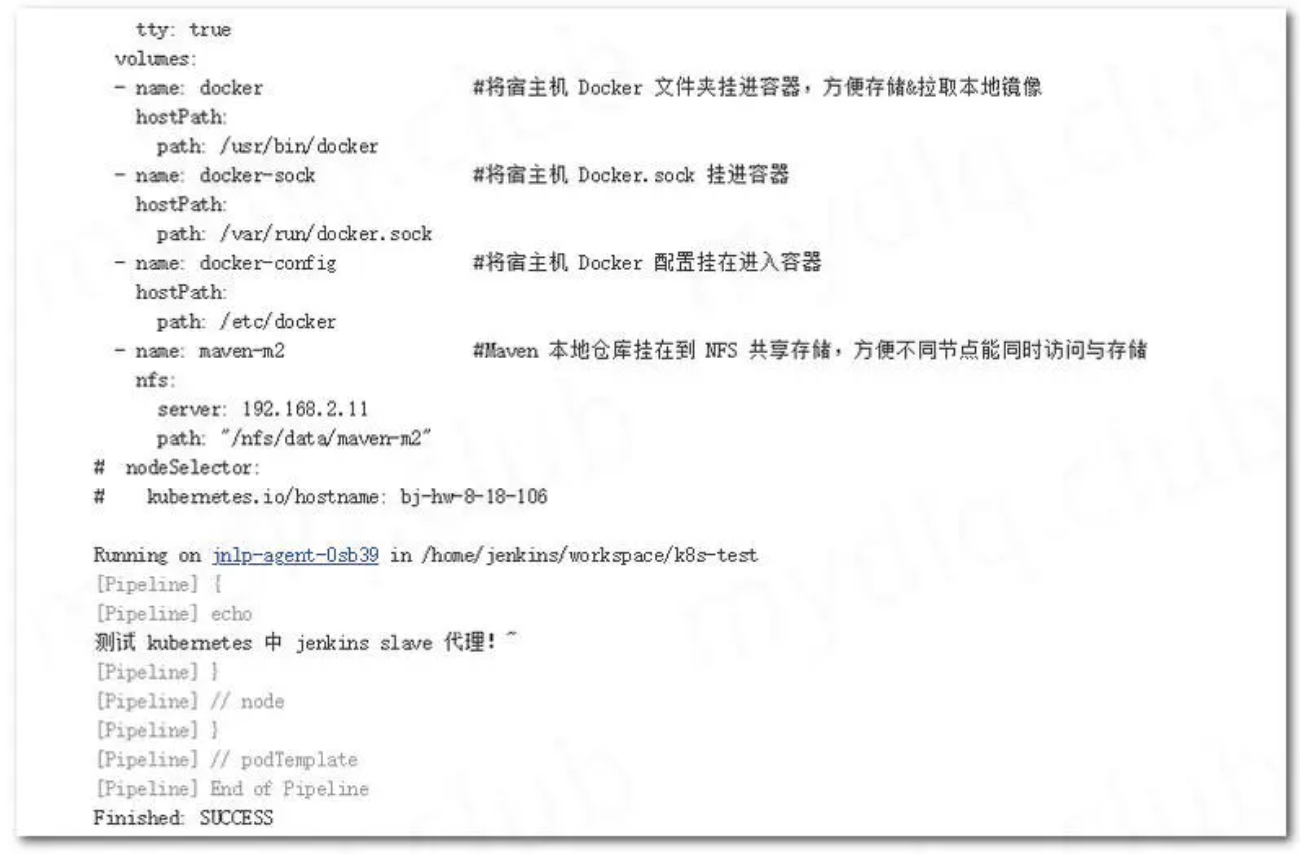 tty: true
volumes:
- name: docker #将宿主机 Docker 文件夹挂进容器，方便存储&拉取本地镜像
hostPath:
path: /usr/bin/docker
- name: docker-sock #将宿主机 Docker.sock 挂进容器
hostPath:
path: /var/run/docker.sock
- name: docker-config #将宿主机 Docker 配置挂在进入容器
hostPath:
path: /etc/docker
- name: maven-m2 #Maven 本地仓库挂在到 NFS 共享存储，方便不同节点能同时访问与存储
nfs:
server: 192.168.2.11
path: "/nfs/data/maven-m2"
# nodeSelector:
# kubernetes.io/hostname: bj-hw-8-18-106
Running on jnlp-agent-0sb39 in /home/jenkins/workspace/k8s-test
[Pipeline] {
[Pipeline] echo
测试 kubernetes 中 jenkins slave 代理！~
[Pipeline] }
[Pipeline] // node
[Pipeline] }
[Pipeline] // podTemplate
[Pipeline] End of Pipeline
Finished: SUCCESS